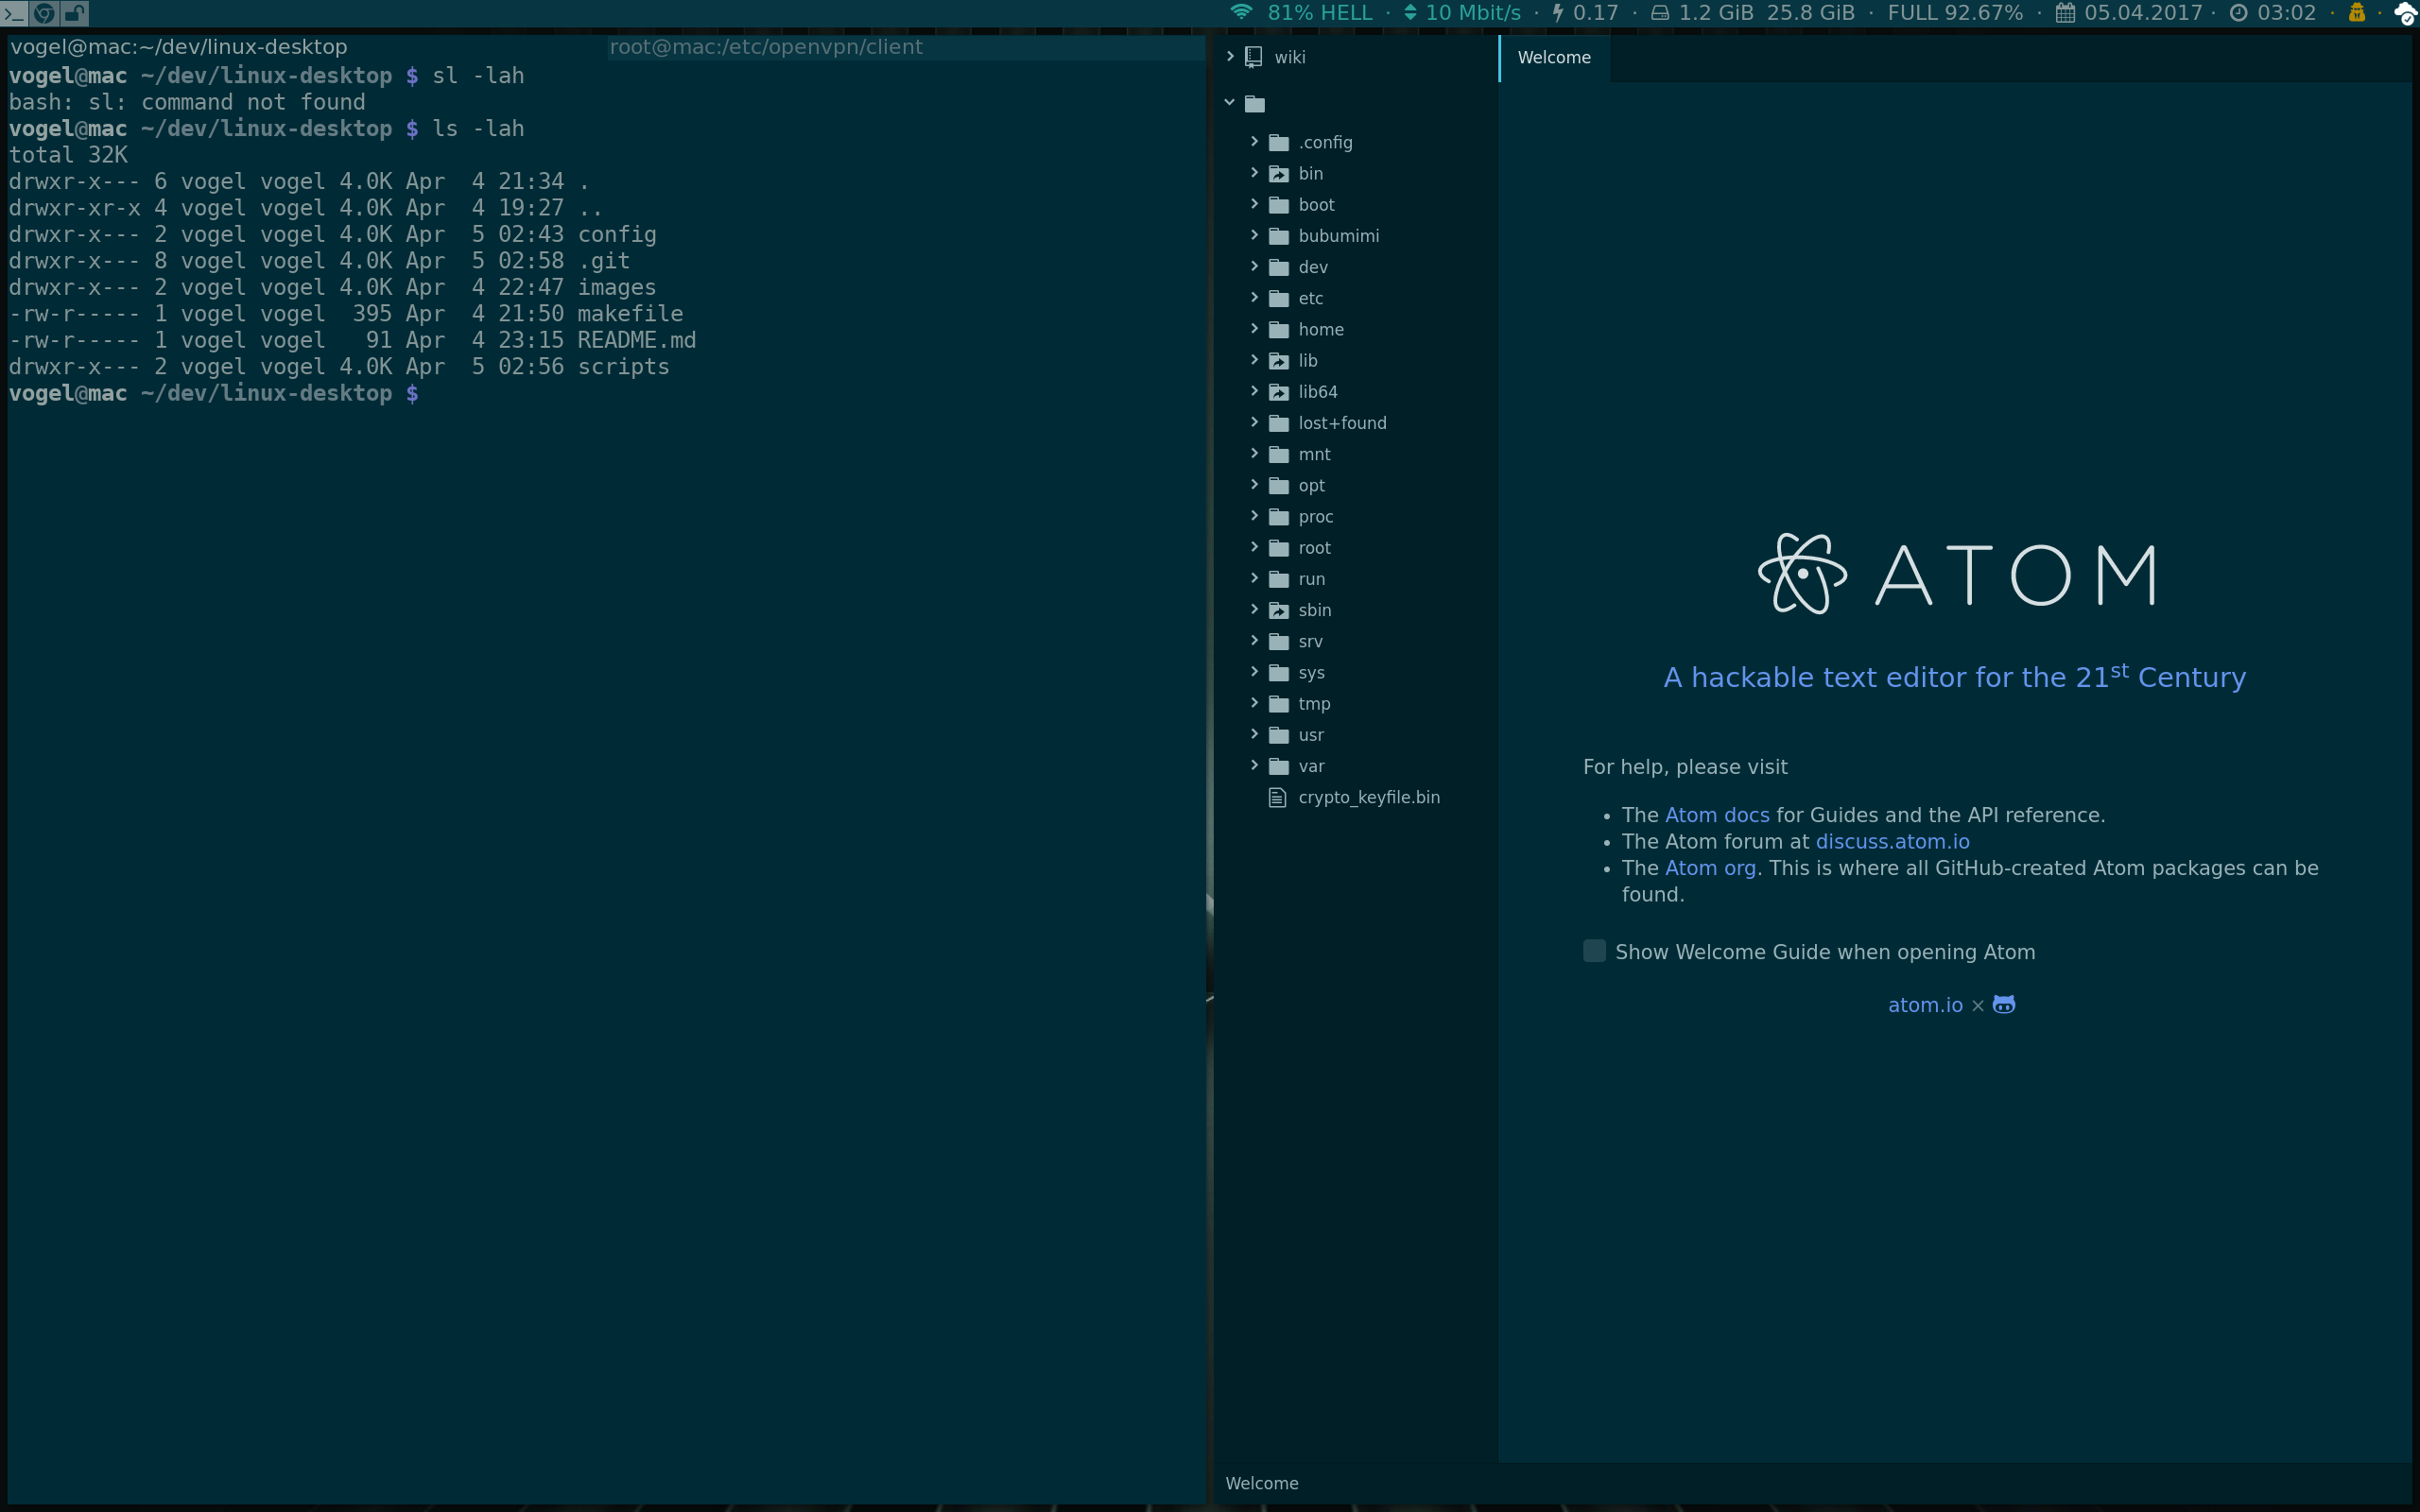 81% HELL · 10 Mbit/s · 0.17 · 1.2 GiB 25.8 GiB · FULL 92.67% · 05.04.2017 · 03:02 · ·
vogel@mac:~/dev/linux-desktop root@mac:/etc/openvpn/client
vogel@mac ~/dev/linux-desktop $ sl -lah
bash: sl: command not found
vogel@mac ~/dev/linux-desktop $ ls -lah
total 32K
drwxr-x--- 6 vogel vogel 4.0K Apr  4 21:34 .
drwxr-xr-x 4 vogel vogel 4.0K Apr  4 19:27 ..
drwxr-x--- 2 vogel vogel 4.0K Apr  5 02:43 config
drwxr-x--- 8 vogel vogel 4.0K Apr  5 02:58 .git
drwxr-x--- 2 vogel vogel 4.0K Apr  4 22:47 images
-rw-r----- 1 vogel vogel  395 Apr  4 21:50 makefile
-rw-r----- 1 vogel vogel   91 Apr  4 23:15 README.md
drwxr-x--- 2 vogel vogel 4.0K Apr  5 02:56 scripts
vogel@mac ~/dev/linux-desktop $
wiki
.config
bin
boot
bubumimi
dev
etc
home
lib
lib64
lost+found
mnt
opt
proc
root
run
sbin
srv
sys
tmp
usr
var
crypto_keyfile.bin
Welcome
ATOM
A hackable text editor for the 21st Century
For help, please visit
• The Atom docs for Guides and the API reference.
• The Atom forum at discuss.atom.io
• The Atom org. This is where all GitHub-created Atom packages can be
found.
Show Welcome Guide when opening Atom
atom.io ×
Welcome